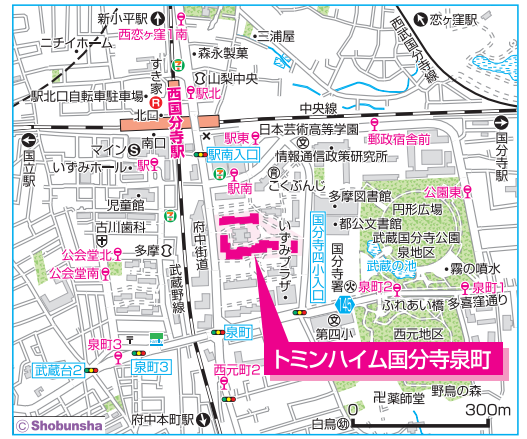 新小平駅
西恋ヶ窪1南
三浦屋
恋ヶ窪駅
ニチイホーム
森永製菓
西武国分寺線
すき家
山梨中央
駅北口自転車駐車場
駅北
R
北口
西国分寺駅
中央線
南口
駅東
日本芸術高等学園
郵政宿舎前
国立駅
マイン
S
駅南入口
文
情報通信政策研究所
国分寺駅
いずみホール
駅
駅南
こくぶんじ
公園東
多摩図書館
児童館
円形広場
古川歯科
府中街道
いずみプラザ
国分寺四小入口
都公文書館
武蔵国分寺公園
泉地区
公会堂北
多摩
国分寺署
武蔵の池
霧の噴水
公会堂南
武蔵野線
泉町2
泉町1
145
ふれあい橋
多喜窪通り
泉町
文
第四小
西元地区
泉町3
トミンハイム国分寺泉町
武蔵台2
泉町3
西元町2
野鳥の森
卍薬師堂
© Shobunsha
府中本町駅
白鳥幼
0
300m